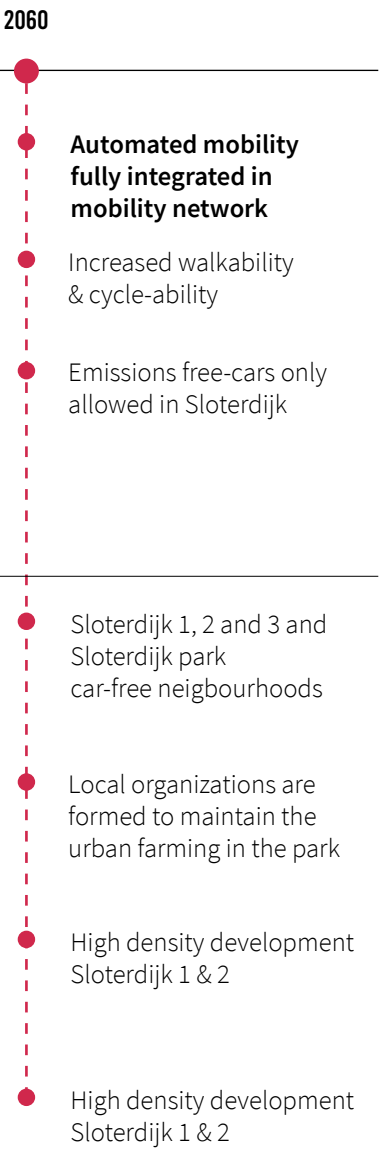 2060
Automated mobility
fully integrated in
mobility network
Increased walkability
& cycle-ability
Emissions free-cars only
allowed in Sloterdijk
Sloterdijk 1, 2 and 3 and
Sloterdijk park
car-free neigbourhoods
Local organizations are
formed to maintain the
urban farming in the park
High density development
Sloterdijk 1 & 2
High density development
Sloterdijk 1 & 2